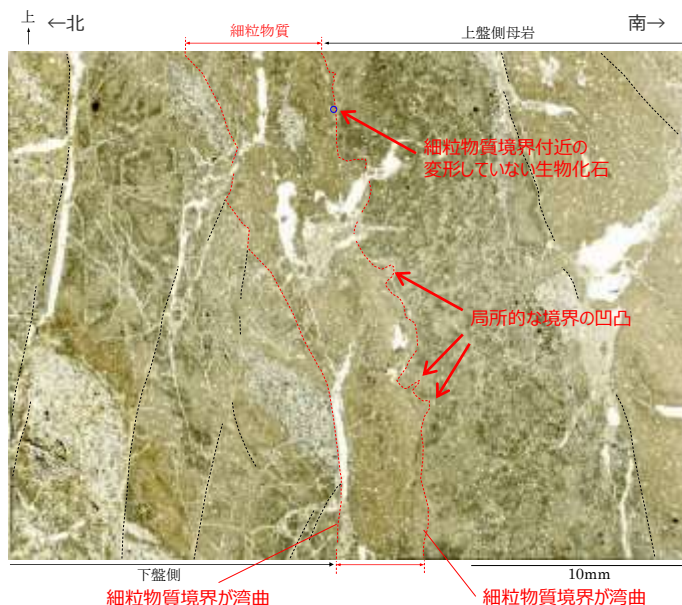 上 ←北
細粒物質
上盤側母岩
南→
細粒物質境界付近の
変形していない生物化石
局所的な境界の凹凸
下盤側
10mm
細粒物質境界が湾曲
細粒物質境界が湾曲